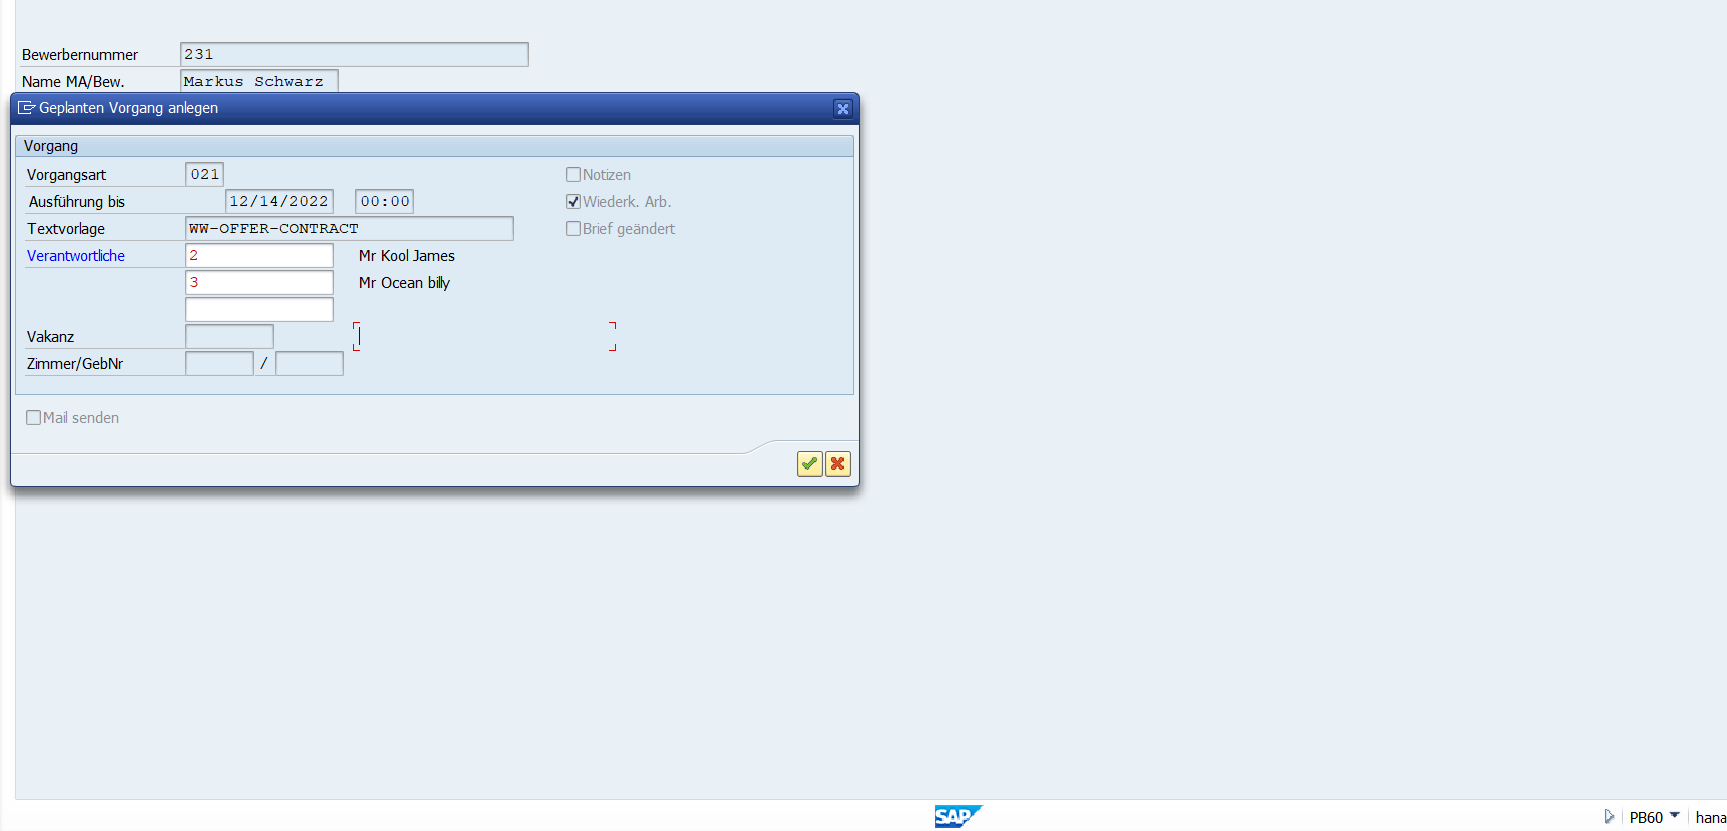 Bewerbernummer 231
Name MA/Bew. Markus Schwarz
Geplanten Vorgang anlegen
Vorgang
Vorgangsart 021 Notizen
Ausführung bis 12/14/2022 00:00 Wiederk. Arb.
Textvorlage WW-OFFER-CONTRACT Brief geändert
Verantwortliche 2 Mr Kool James
3 Mr Ocean billy
Vakanz
Zimmer/GebNr /
Mail senden
SAP PB60 hana